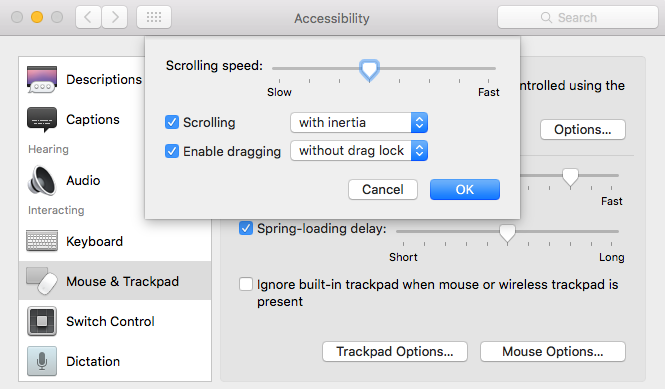 Accessibility
Search
Descriptions
Captions
Hearing
Audio
Interacting
Keyboard
Mouse & Trackpad
Switch Control
Dictation
Scrolling speed:
Slow Fast
Scrolling with inertia
Enable dragging without drag lock
Cancel OK
ntrolled using the
Options...
Fast
Spring-loading delay:
Short Long
Ignore built-in trackpad when mouse or wireless trackpad is
present
Trackpad Options... Mouse Options...